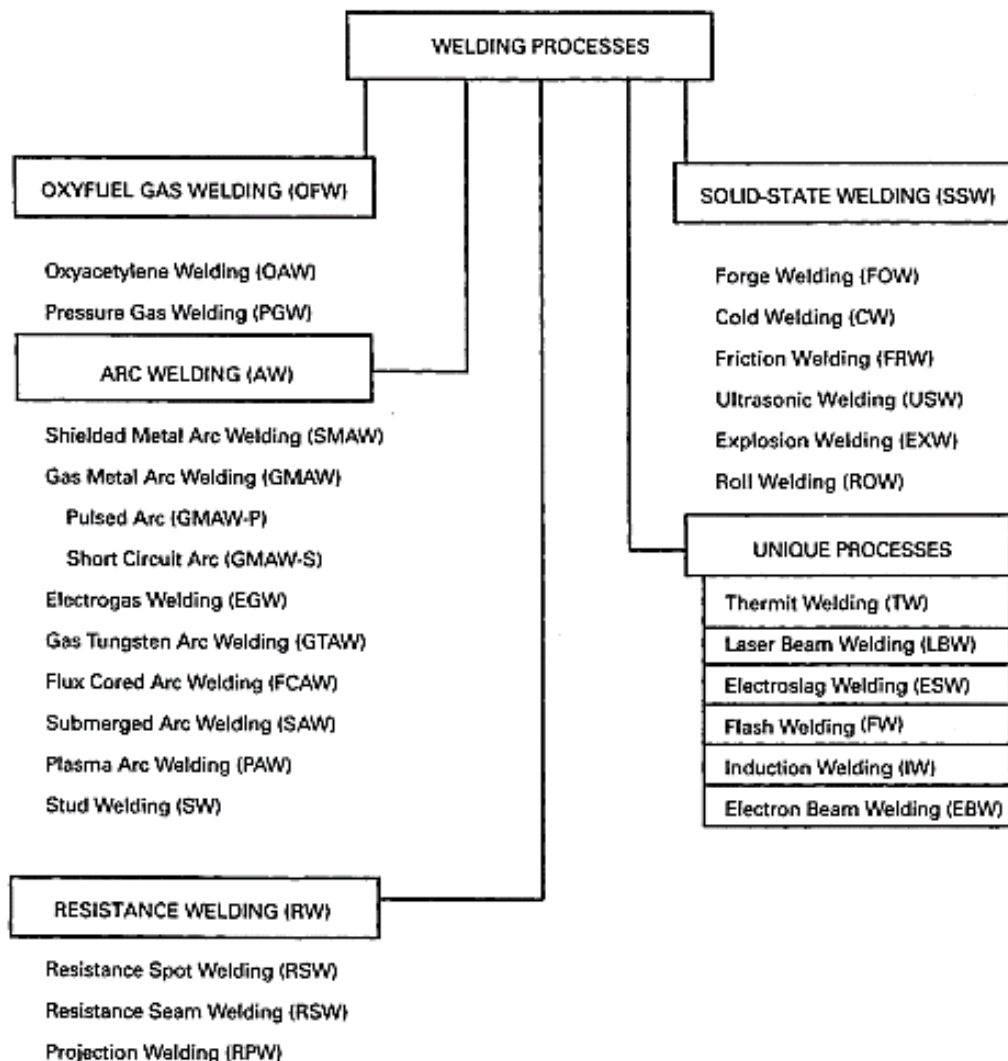 WELDING PROCESSES
OXYFUEL GAS WELDING (OFW)
Oxyacetylene Welding (OAW)
Pressure Gas Welding (PGW)
ARC WELDING (AW)
Shielded Metal Arc Welding (SMAW)
Gas Metal Arc Welding (GMAW)
Pulsed Arc (GMAW-P)
Short Circuit Arc (GMAW-S)
Electrogas Welding (EGW)
Gas Tungsten Arc Welding (GTAW)
Flux Cored Arc Welding (FCAW)
Submerged Arc Welding (SAW)
Plasma Arc Welding (PAW)
Stud Welding (SW)
RESISTANCE WELDING (RW)
Resistance Spot Welding (RSW)
Resistance Seam Welding (RSW)
Projection Welding (RPW)
SOLID-STATE WELDING (SSW)
Forge Welding (FOW)
Cold Welding (CW)
Friction Welding (FRW)
Ultrasonic Welding (USW)
Explosion Welding (EXW)
Roll Welding (ROW)
UNIQUE PROCESSES
Thermit Welding (TW)
Laser Beam Welding (LBW)
Electroslag Welding (ESW)
Flash Welding (FW)
Induction Welding (IW)
Electron Beam Welding (EBW)